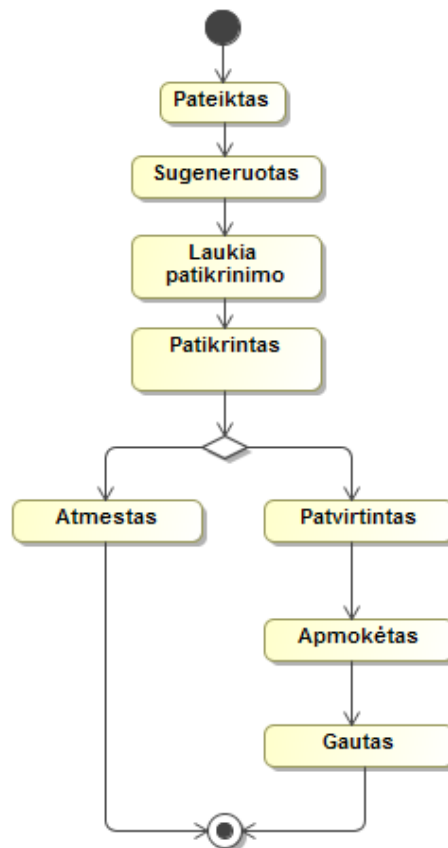 Pateiktas
Sugeneruotas
Laukia
patikrinimo
Patikrintas
Atmestas
Patvirtintas
Apmokėtas
Gautas